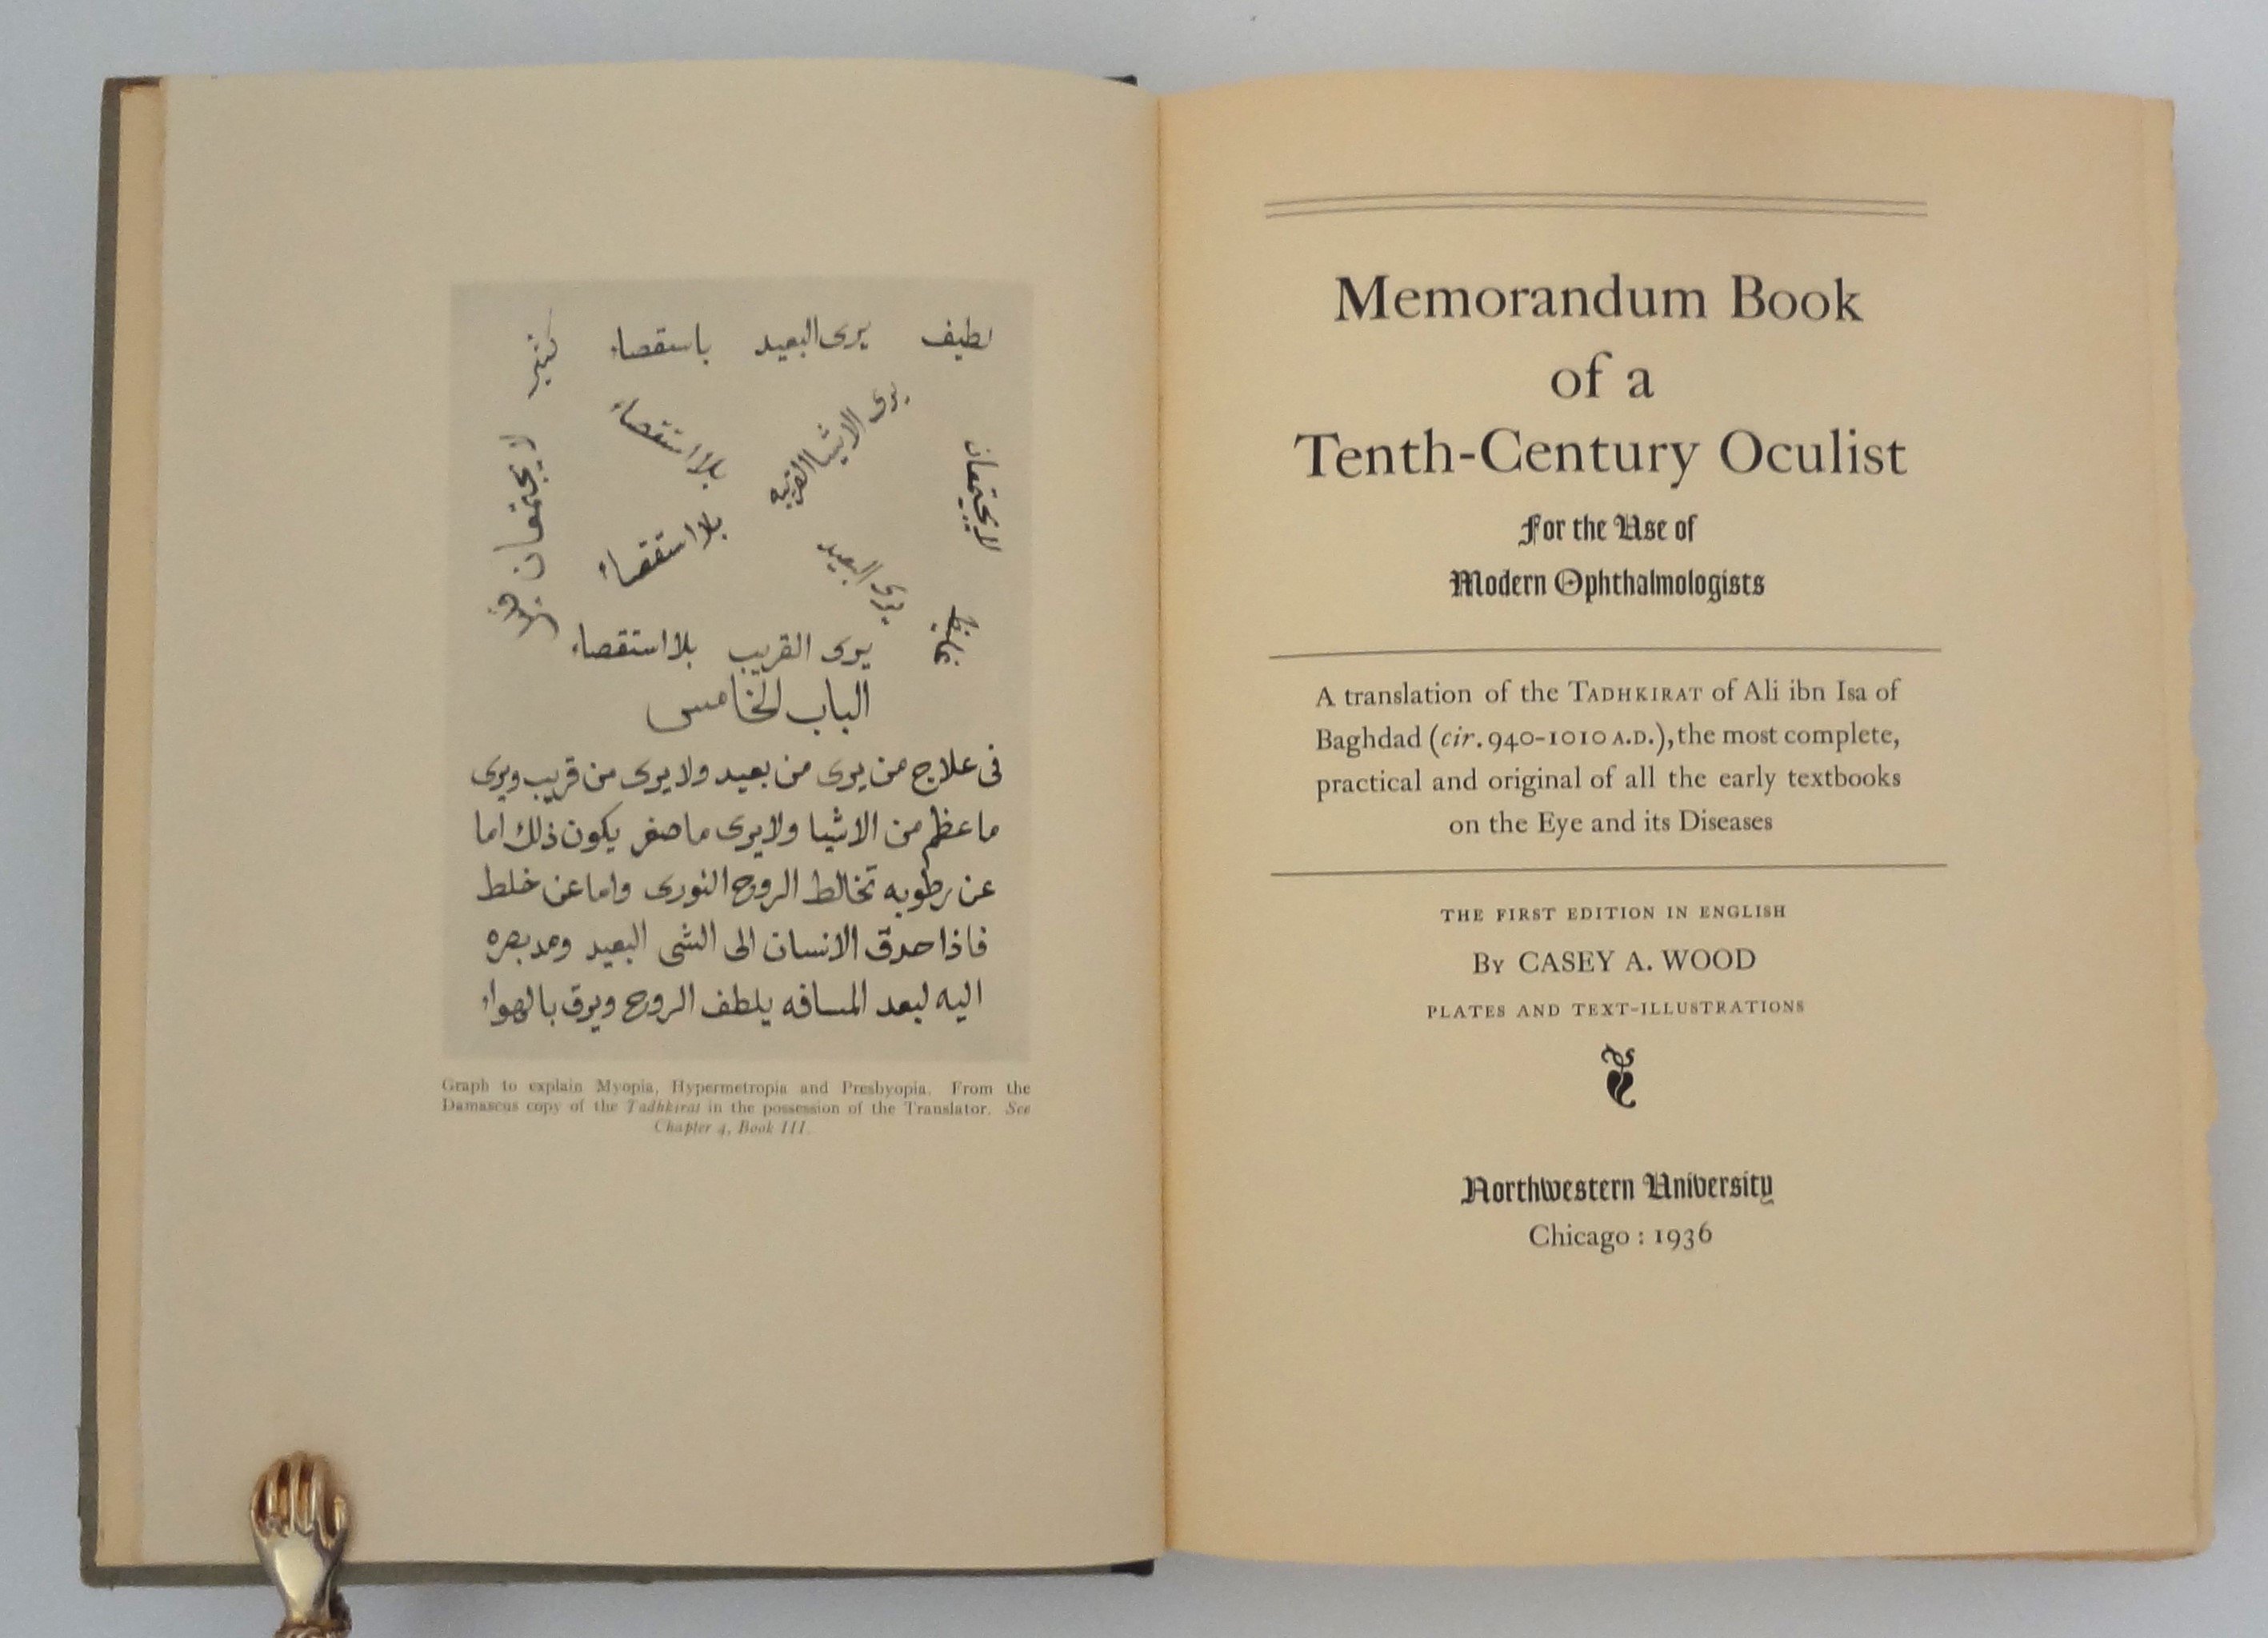 لطيف يرى البعيد باستقصاء كثير
يرى الاشيا القريبه بلا استقصاء
لا يجتمعان
لا يجتمعان
يرى البعيد بلا استقصاء
غليظ
يرى القريب بلا استقصاء
الباب الخامس
فى علاج من يرى من بعيد ولا يرى من قريب ويرى
ما عظم من الاشيا ولا يرى ما صغر يكون ذلك اما
عن رطوبه تخالط الروح النورى واما عن خلط
فاذا حدق الانسان الى الشى البعيد ومد بصره
اليه لبعد المسافه يلطف الروح ويرق بالهواء
Graph to explain Myopia, Hypermetropia and Presbyopia. From the
Damascus copy of the Tadhkirat in the possession of the Translator. See
Chapter 4, Book III.
Memorandum Book
of a
Tenth-Century Oculist
For the Use of
Modern Ophthalmologists
A translation of the TADHKIRAT of Ali ibn Isa of
Baghdad (cir. 940-1010 A.D.), the most complete,
practical and original of all the early textbooks
on the Eye and its Diseases
THE FIRST EDITION IN ENGLISH
By CASEY A. WOOD
PLATES AND TEXT-ILLUSTRATIONS
Northwestern University
Chicago : 1936